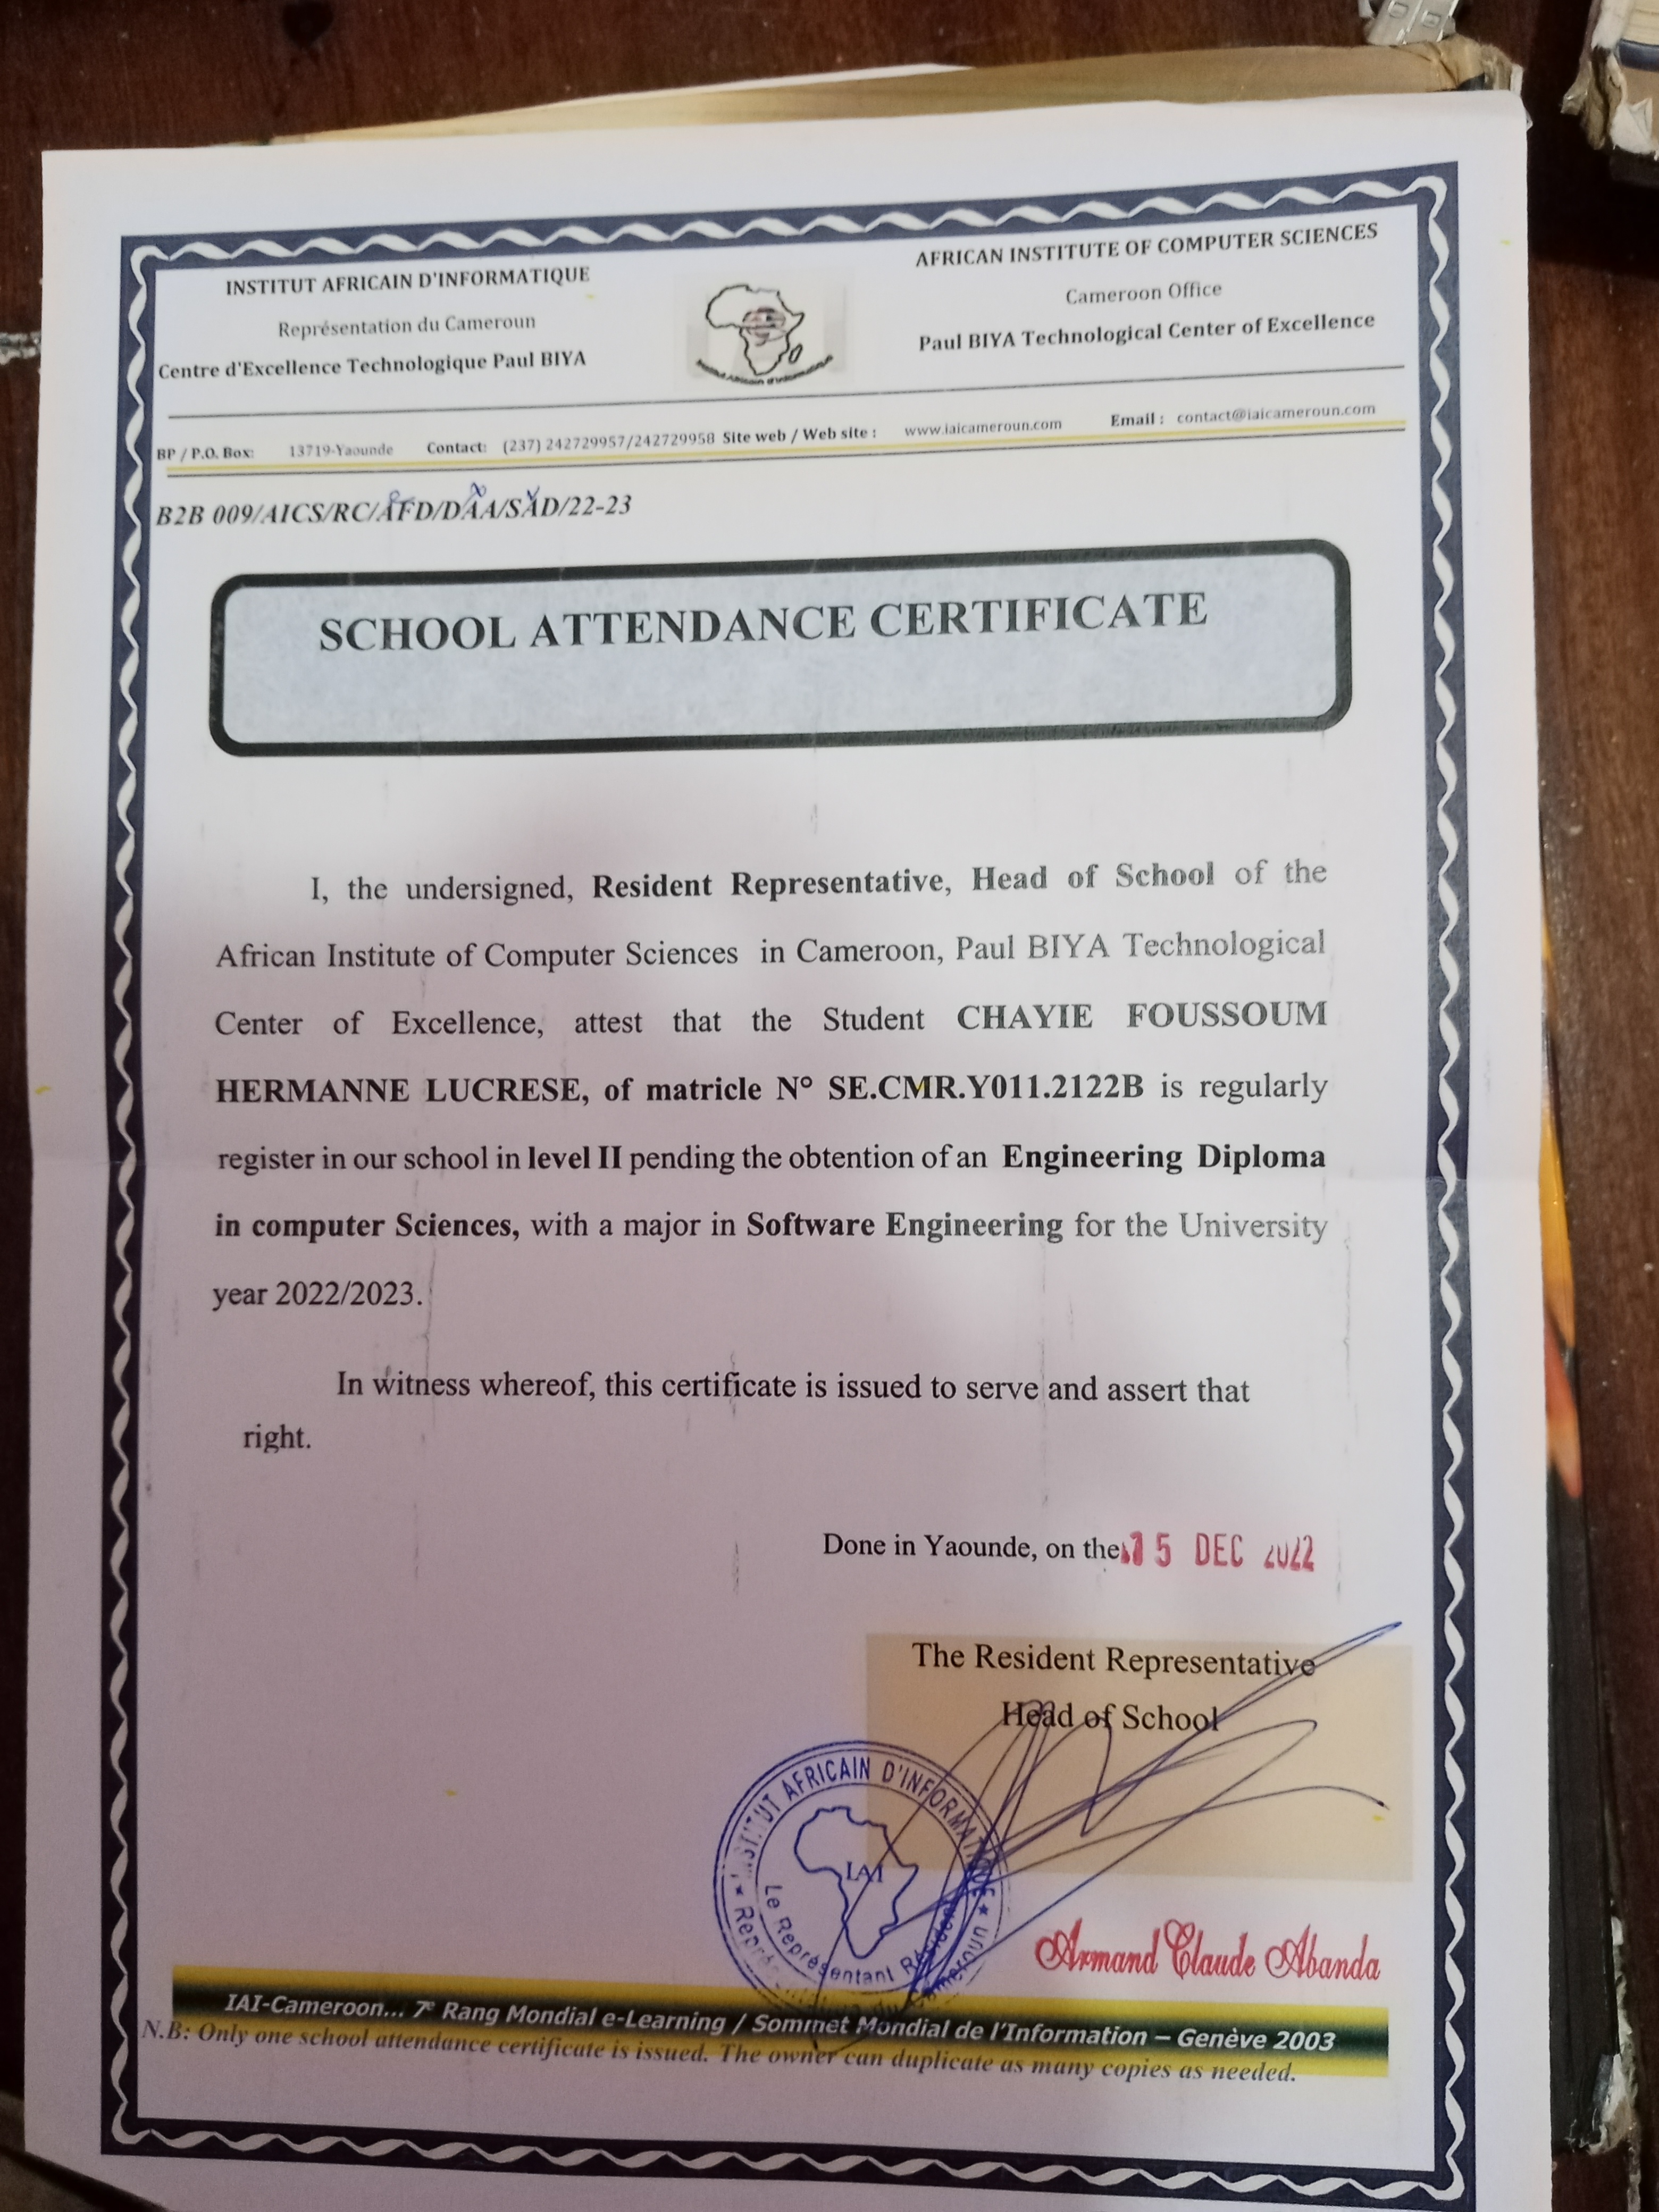 INSTITUT AFRICAIN D'INFORMATIQUE
Représentation du Cameroun
Centre d'Excellence Technologique Paul BIYA
Institut Africain d'Informatique
AFRICAN INSTITUTE OF COMPUTER SCIENCES
Cameroon Office
Paul BIYA Technological Center of Excellence
BP / P.O. Box: 13719-Yaounde Contact: (237) 242729957/242729958 Site web / Web site : www.iaicameroun.com Email : contact@iaicameroun.com
B2B 009/AICS/RC/AFD/DAA/SAD/22-23
SCHOOL ATTENDANCE CERTIFICATE
I, the undersigned, Resident Representative, Head of School of the
African Institute of Computer Sciences in Cameroon, Paul BIYA Technological
Center of Excellence, attest that the Student CHAYIE FOUSSOUM
HERMANNE LUCRESE, of matricle N° SE.CMR.Y011.2122B is regularly
register in our school in level II pending the obtention of an Engineering Diploma
in computer Sciences, with a major in Software Engineering for the University
year 2022/2023.
In witness whereof, this certificate is issued to serve and assert that
right.
Done in Yaounde, on the 15 DEC 2022
The Resident Representative
Head of School
INSTITUT AFRICAIN D'INFORMATIQUE
IAI
Le Représentant Résident
Cameroun
Armand Claude Abanda
IAI-Cameroon... 7e Rang Mondial e-Learning / Sommet Mondial de l'Information – Genève 2003
N.B: Only one school attendance certificate is issued. The owner can duplicate as many copies as needed.